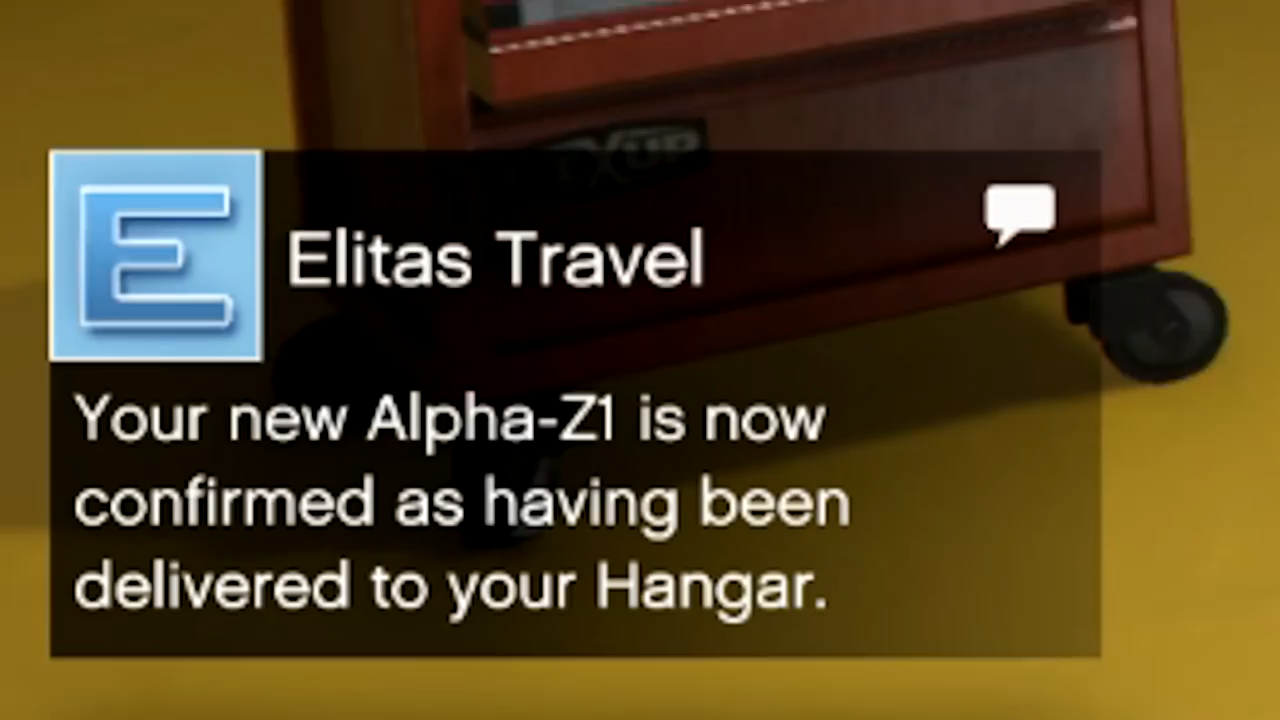 Elitas Travel
Your new Alpha-Z1 is now
confirmed as having been
delivered to your Hangar.